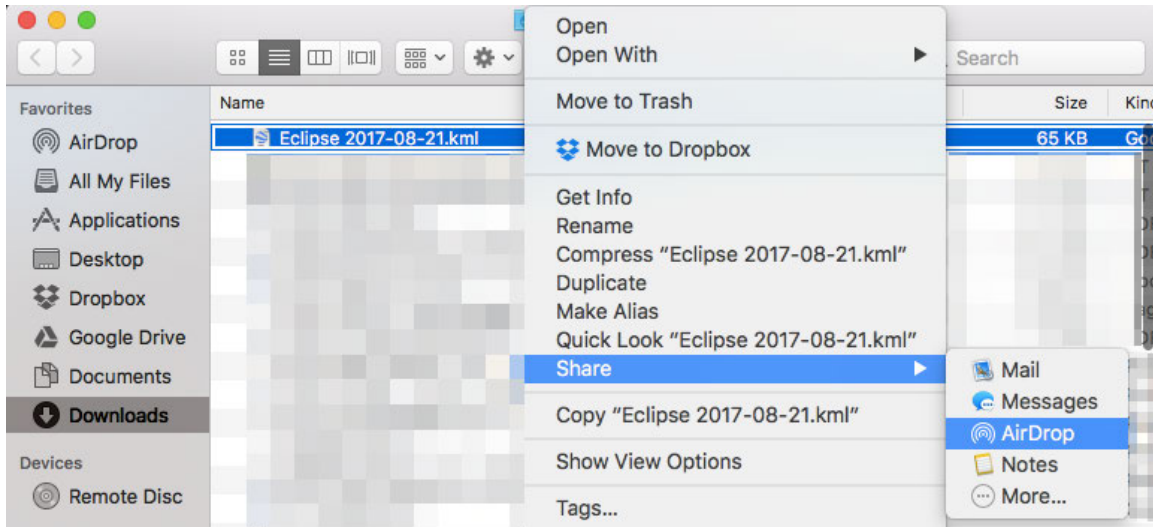 Search
Name
Size
Kin
Favorites
AirDrop
All My Files
Applications
Desktop
Dropbox
Google Drive
Documents
Downloads
Devices
Remote Disc
Eclipse 2017-08-21.kml
65 KB
Goo
Open
Open With
Move to Trash
Move to Dropbox
Get Info
Rename
Compress “Eclipse 2017-08-21.kml”
Duplicate
Make Alias
Quick Look “Eclipse 2017-08-21.kml”
Share
Copy “Eclipse 2017-08-21.kml”
Show View Options
Tags...
Mail
Messages
AirDrop
Notes
More...